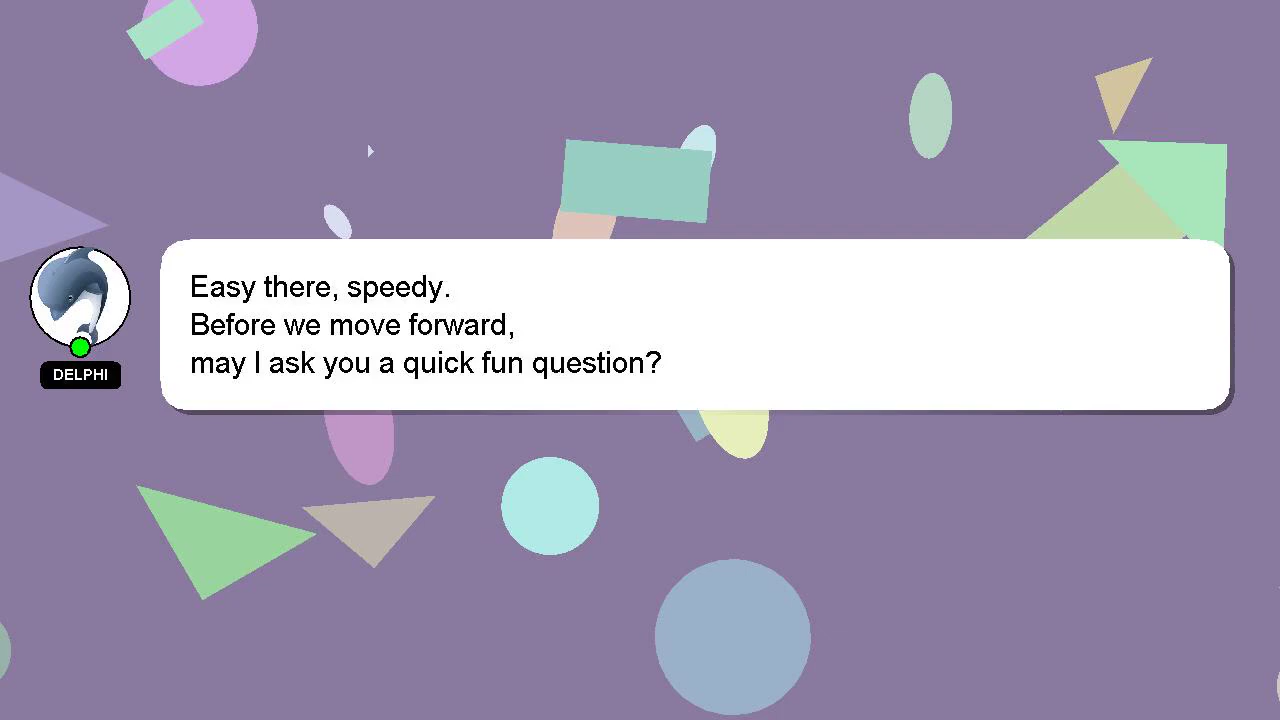 Easy there, speedy.
Before we move forward,
may I ask you a quick fun question?
DELPHI